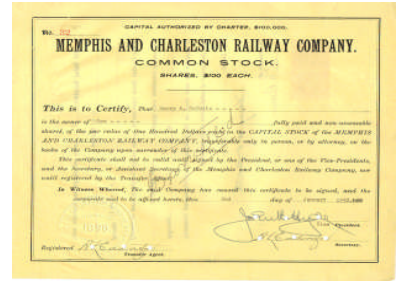 CAPITAL AUTHORIZED BY CHARTER, $100,000.
No.
MEMPHIS AND CHARLESTON RAILWAY COMPANY.
COMMON STOCK.
SHARES, $100 EACH.
This is to Certify, That
is the owner of fully paid and non-assessable
shares, of the par value of One Hundred Dollars each, in the CAPITAL STOCK of the MEMPHIS
AND CHARLESTON RAILWAY COMPANY, transferable only in person, or by attorney, on the
books of the Company upon surrender of this certificate.
This certificate shall not be valid until signed by the President, or one of the Vice-Presidents,
and the Secretary, or Assistant Secretary of the Memphis and Charleston Railway Company, nor
until registered by the Transfer Agent.
In Witness Whereof, The said Company has caused this certificate to be signed, and the
corporate seal to be affixed hereto, this day of
Vice President.
Registered
Secretary.
Transfer Agent.